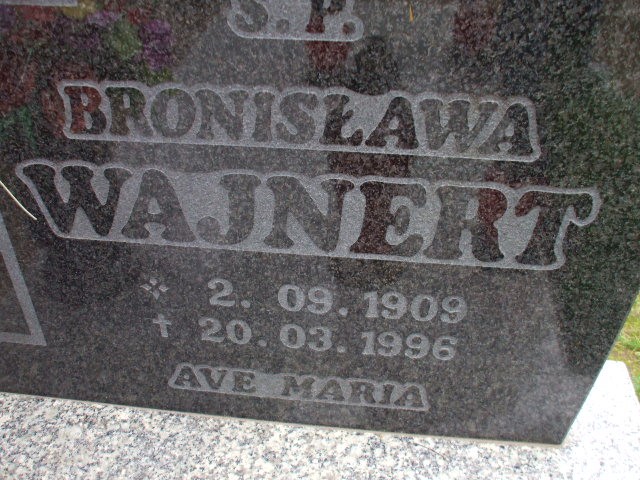 S.P.
BRONISŁAWA
WAJNERT
2. 09. 1909
✝ 20. 03. 1996
AVE MARIA